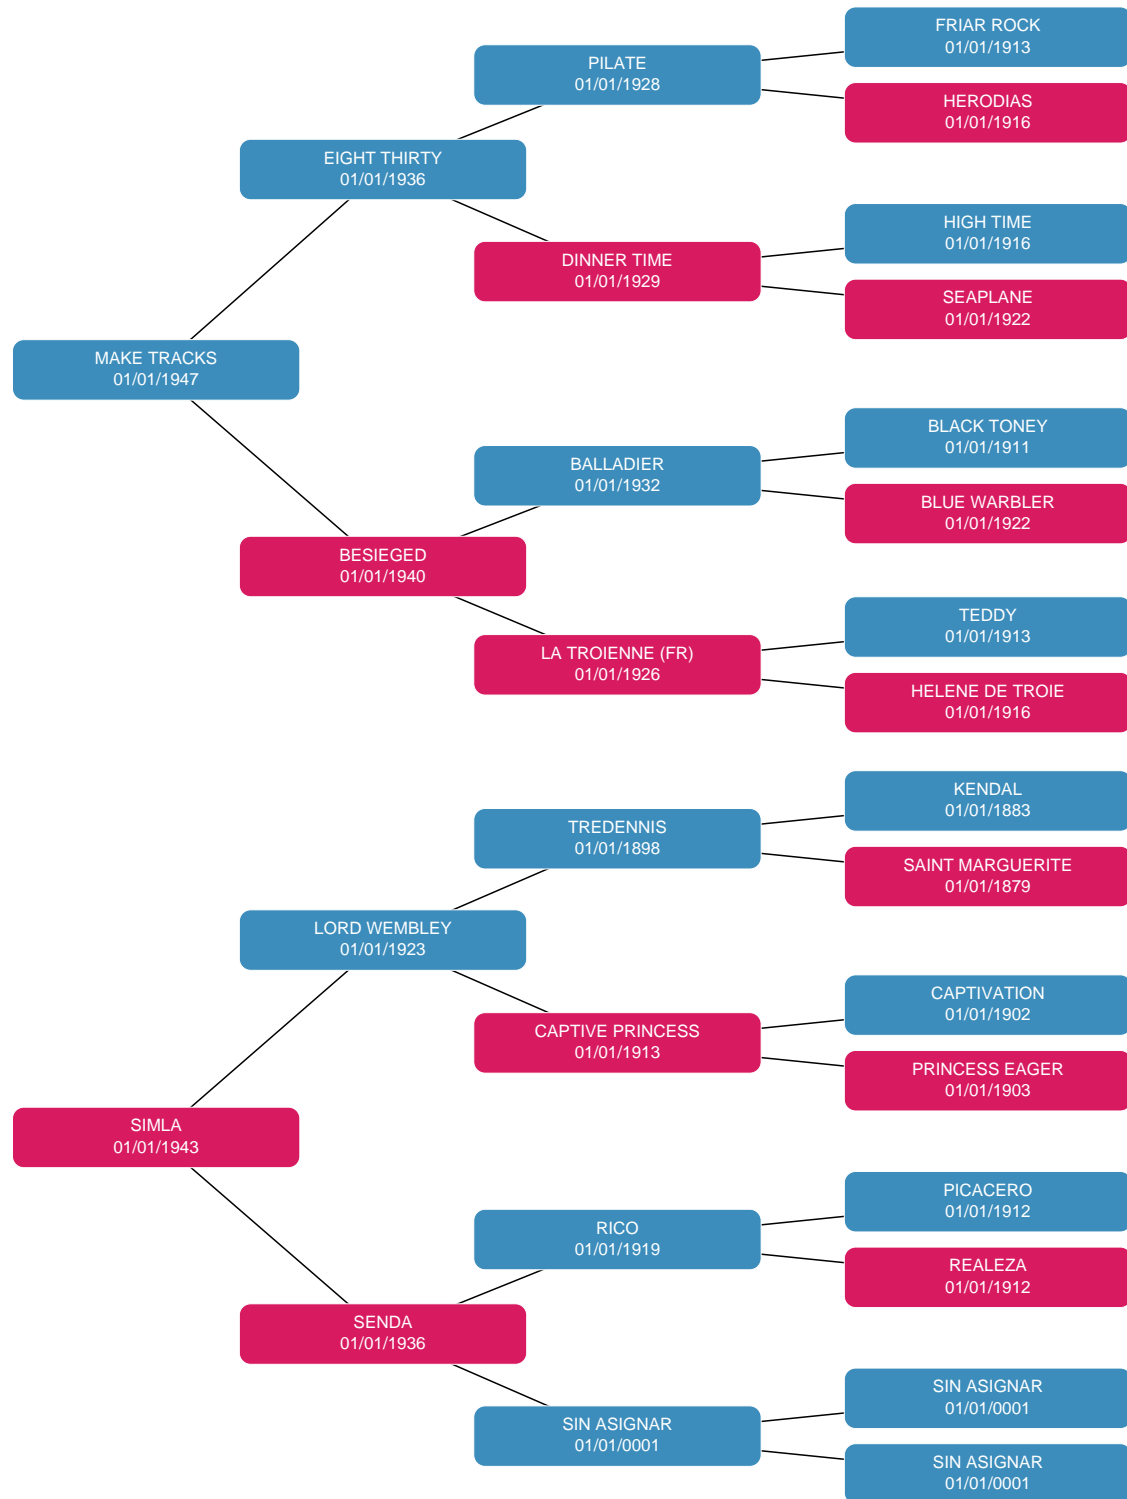 FRIAR ROCK
01/01/1913
PILATE
01/01/1928
HERODIAS
01/01/1916
EIGHT THIRTY
01/01/1936
HIGH TIME
01/01/1916
DINNER TIME
01/01/1929
SEAPLANE
01/01/1922
MAKE TRACKS
01/01/1947
BLACK TONEY
01/01/1911
BALLADIER
01/01/1932
BLUE WARBLER
01/01/1922
BESIEGED
01/01/1940
TEDDY
01/01/1913
LA TROIENNE (FR)
01/01/1926
HELENE DE TROIE
01/01/1916
KENDAL
01/01/1883
TREDENNIS
01/01/1898
SAINT MARGUERITE
01/01/1879
LORD WEMBLEY
01/01/1923
CAPTIVATION
01/01/1902
CAPTIVE PRINCESS
01/01/1913
PRINCESS EAGER
01/01/1903
SIMLA
01/01/1943
PICACERO
01/01/1912
RICO
01/01/1919
REALEZA
01/01/1912
SENDA
01/01/1936
SIN ASIGNAR
01/01/0001
SIN ASIGNAR
01/01/0001
SIN ASIGNAR
01/01/0001